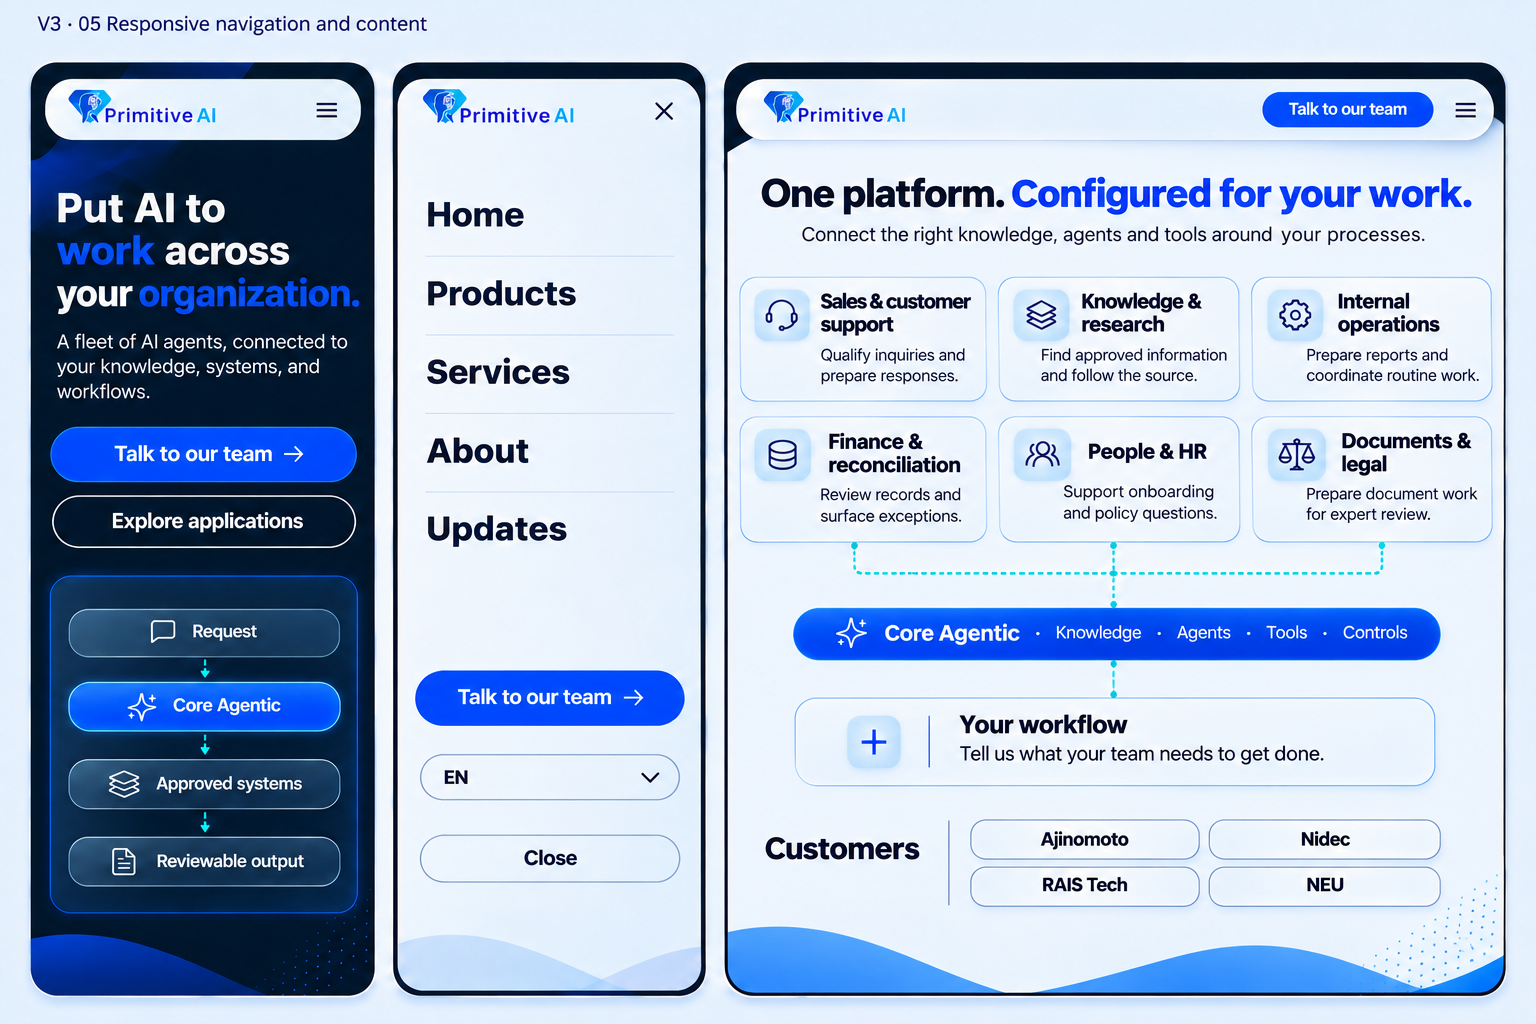 V3 · 05 Responsive navigation and content
Primitive AI
Put AI to
work across
your organization.
A fleet of AI agents, connected to
your knowledge, systems, and
workflows.
Talk to our team →
Explore applications
Request
Core Agentic
Approved systems
Reviewable output
Primitive AI
Home
Products
Services
About
Updates
Talk to our team →
EN
Close
Primitive AI
Talk to our team
One platform. Configured for your work.
Connect the right knowledge, agents and tools around your processes.
Sales & customer
support
Qualify inquiries and
prepare responses.
Knowledge &
research
Find approved information
and follow the source.
Internal
operations
Prepare reports and
coordinate routine work.
Finance &
reconciliation
Review records and
surface exceptions.
People & HR
Support onboarding
and policy questions.
Documents &
legal
Prepare document work
for expert review.
Core Agentic · Knowledge · Agents · Tools · Controls
Your workflow
Tell us what your team needs to get done.
Customers
Ajinomoto
Nidec
RAIS Tech
NEU